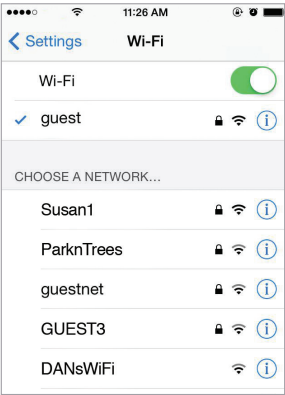 11:26 AM
Settings Wi-Fi
Wi-Fi
guest
CHOOSE A NETWORK...
Susan1
ParknTrees
guestnet
GUEST3
DANsWiFi